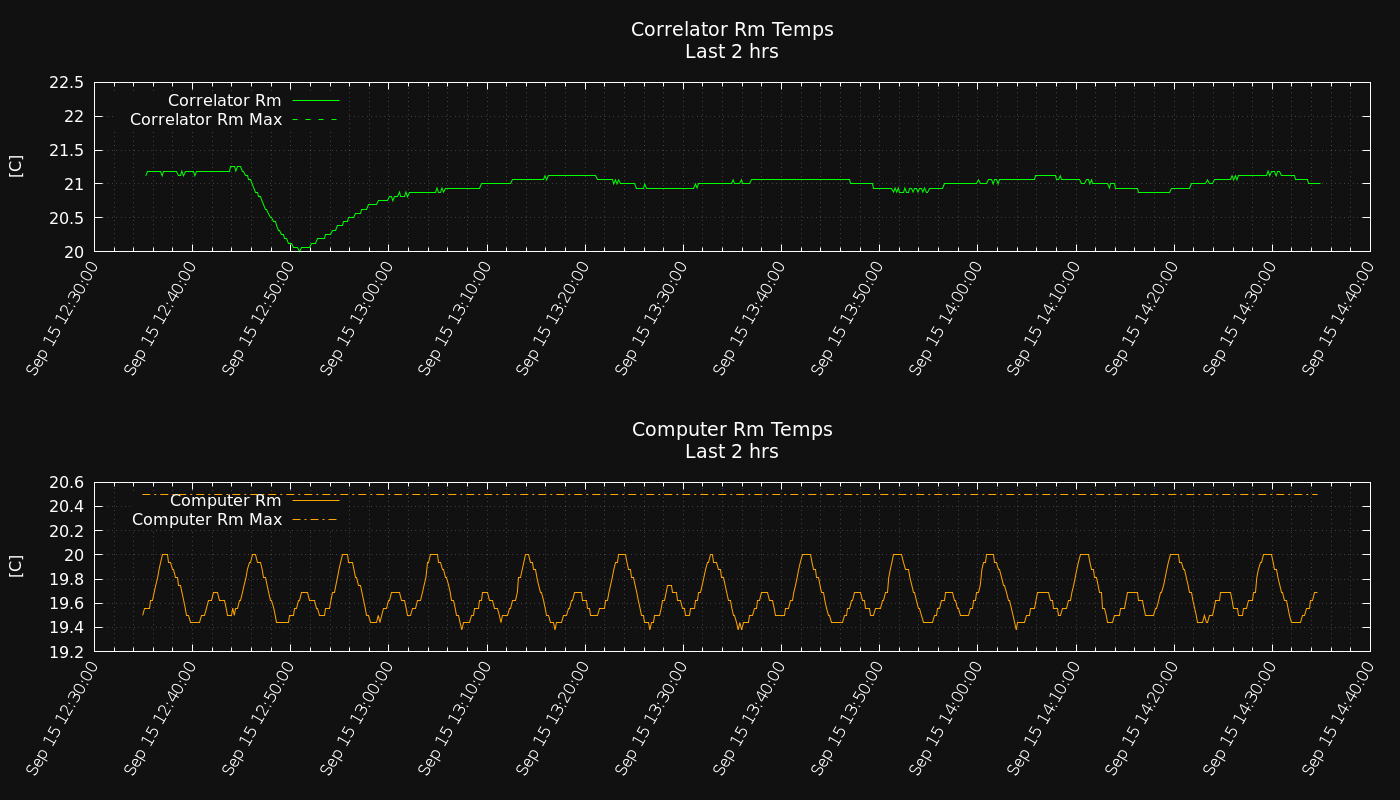 Correlator Rm Temps
Last 2 hrs
22.5
22
21.5
21
20.5
20
[C]
Correlator Rm
Correlator Rm Max
Sep 15 12:30:00
Sep 15 12:40:00
Sep 15 12:50:00
Sep 15 13:00:00
Sep 15 13:10:00
Sep 15 13:20:00
Sep 15 13:30:00
Sep 15 13:40:00
Sep 15 13:50:00
Sep 15 14:00:00
Sep 15 14:10:00
Sep 15 14:20:00
Sep 15 14:30:00
Sep 15 14:40:00
Computer Rm Temps
Last 2 hrs
20.6
20.4
20.2
20
19.8
19.6
19.4
19.2
[C]
Computer Rm
Computer Rm Max
Sep 15 12:30:00
Sep 15 12:40:00
Sep 15 12:50:00
Sep 15 13:00:00
Sep 15 13:10:00
Sep 15 13:20:00
Sep 15 13:30:00
Sep 15 13:40:00
Sep 15 13:50:00
Sep 15 14:00:00
Sep 15 14:10:00
Sep 15 14:20:00
Sep 15 14:30:00
Sep 15 14:40:00